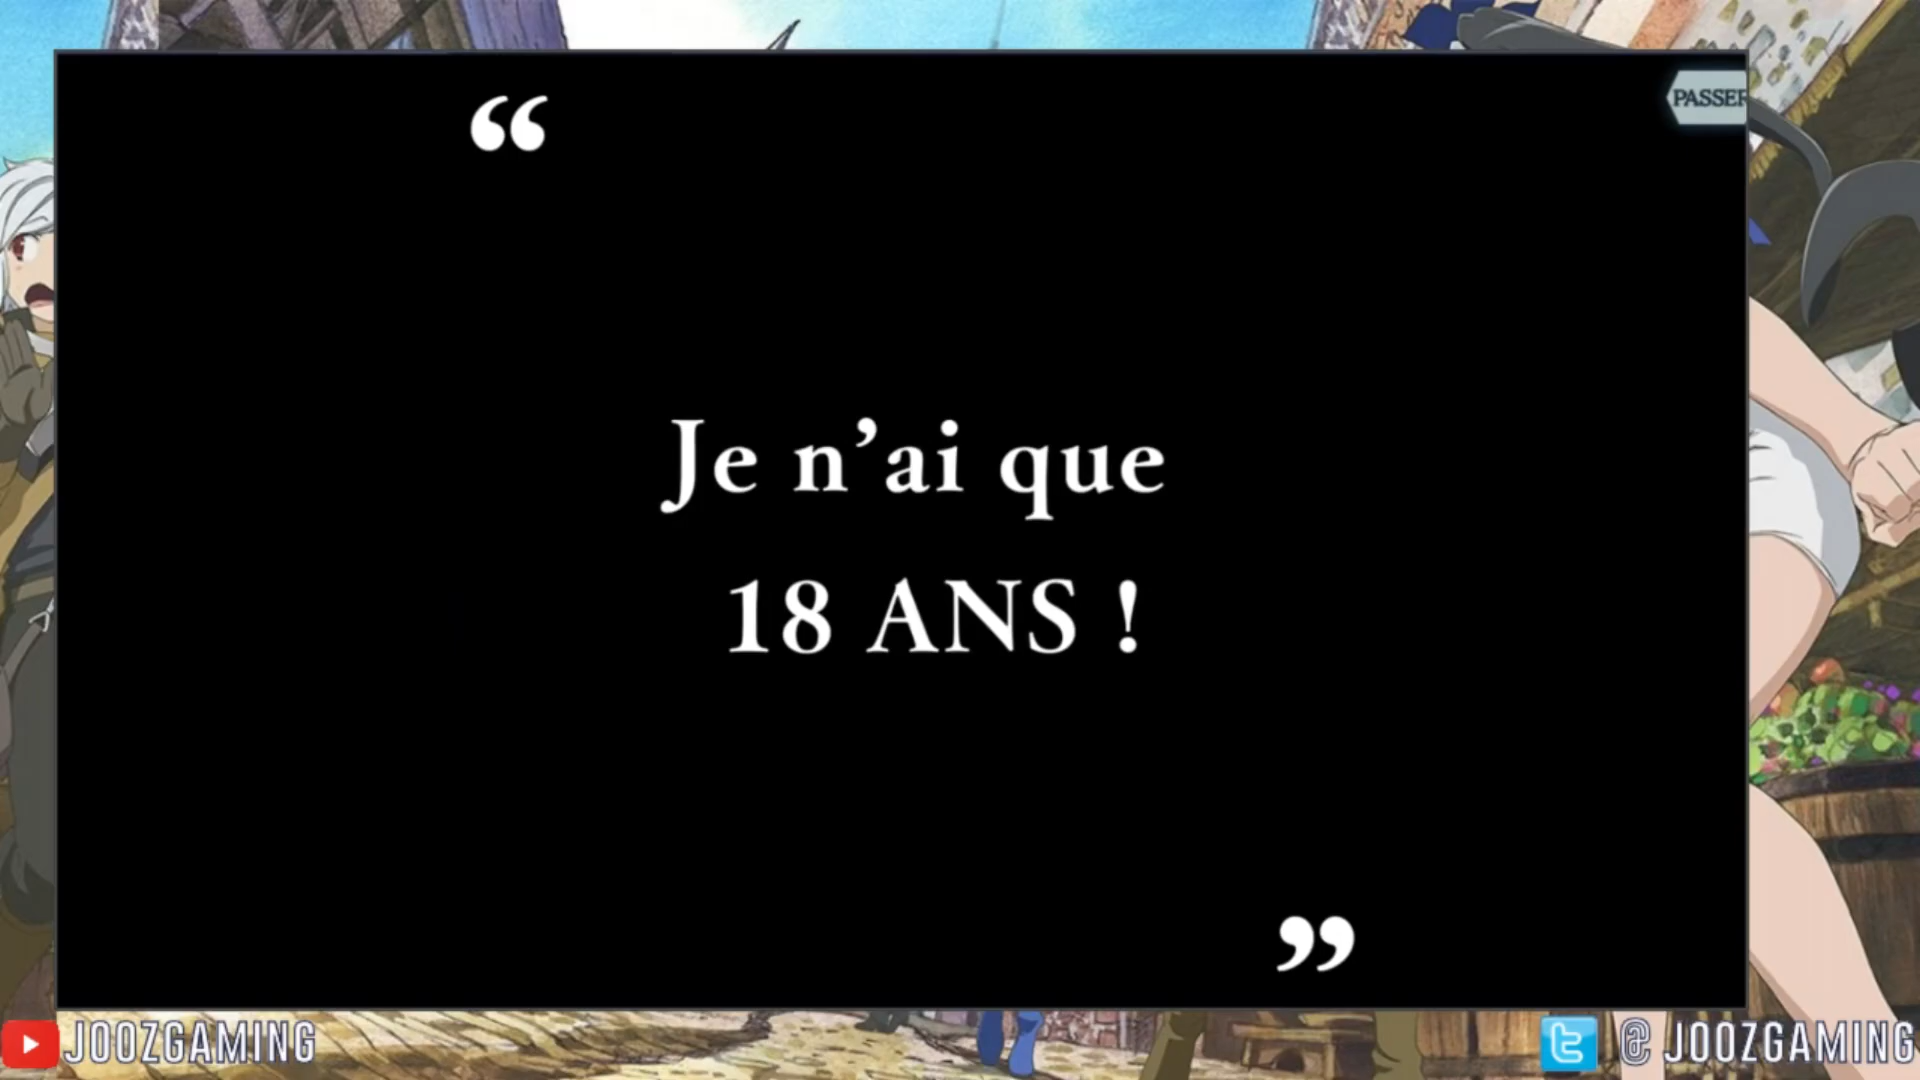 PASSER
“
Je n’ai que
18 ANS !
”
JOOZGAMING
@ JOOZGAMING